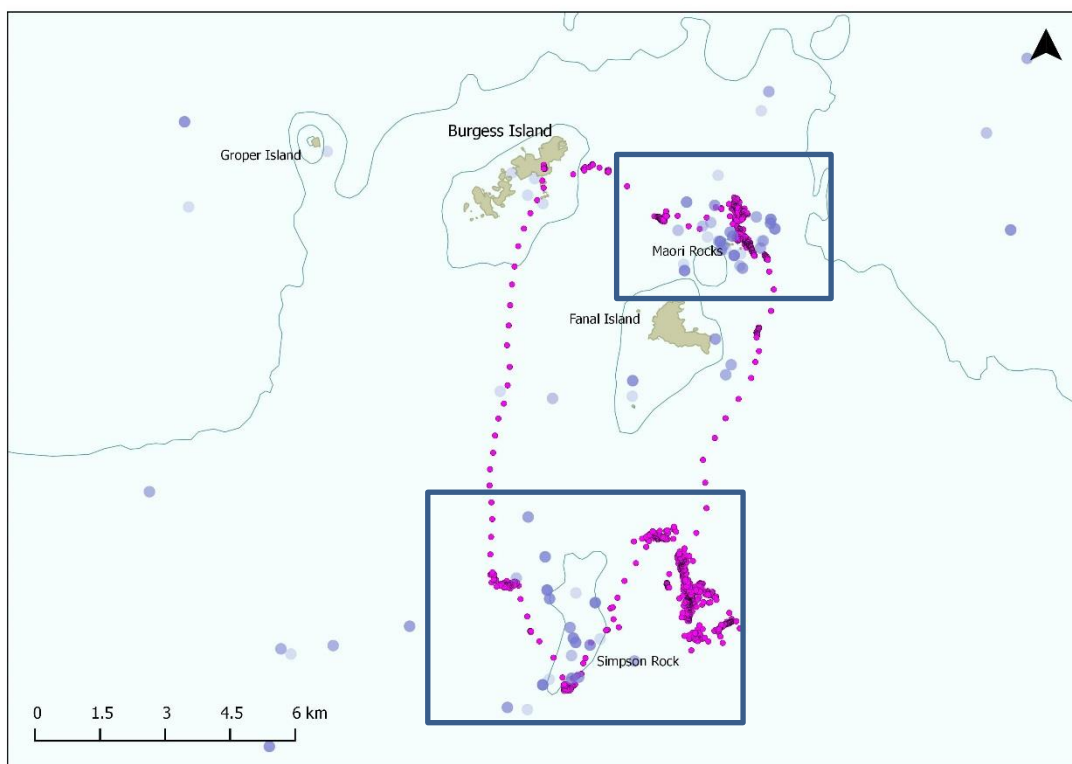 Burgess Island
Groper Island
Maori Rocks
Fanal Island
Simpson Rock
0 1.5 3 4.5 6 km